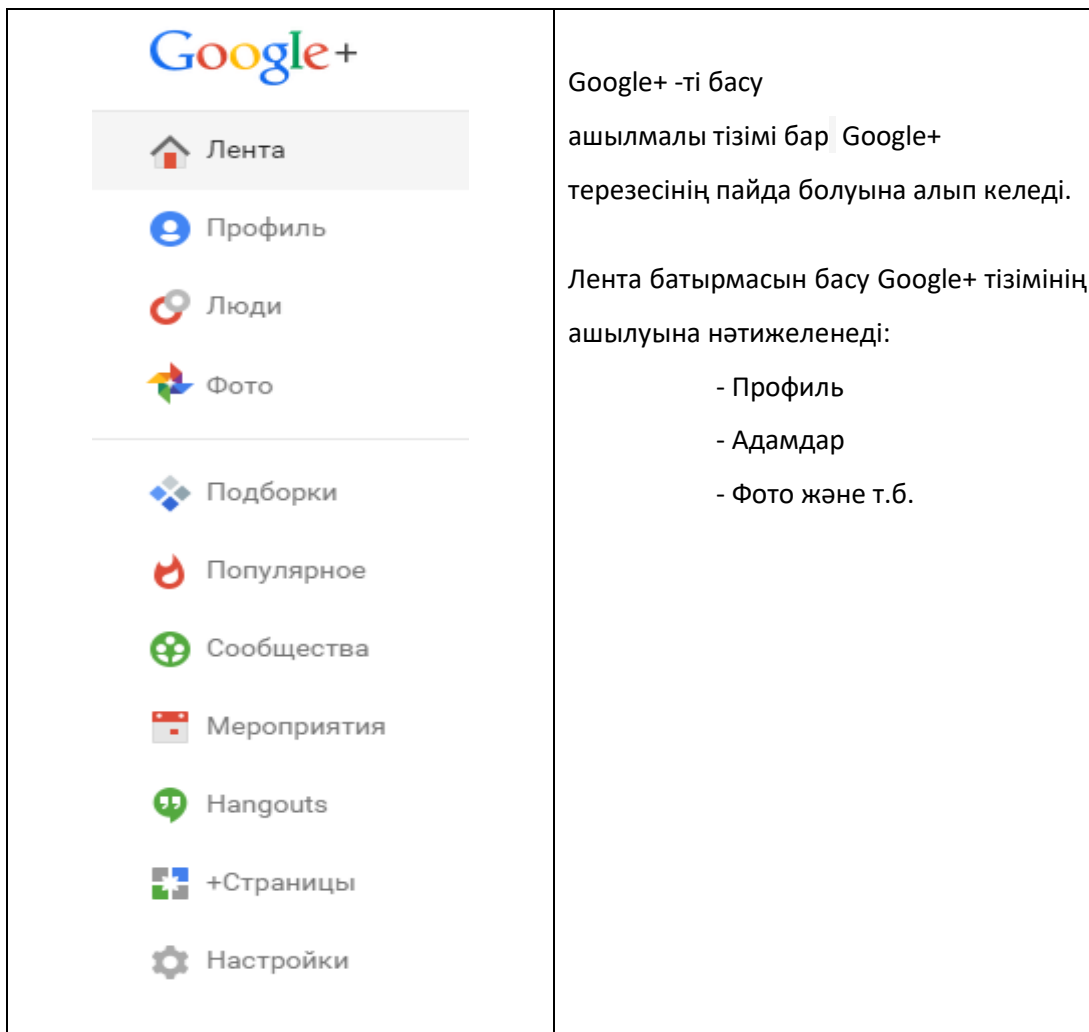 Google+
Лента
Профиль
Люди
Фото
Подборки
Популярное
Сообщества
Мероприятия
Hangouts
+Страницы
Настройки
Google+ -ті басу
ашылмалы тізімі бар Google+
терезесінің пайда болуына алып келеді.
Лента батырмасын басу Google+ тізімінің
ашылуына нәтижеленеді:
- Профиль
- Адамдар
- Фото және т.б.